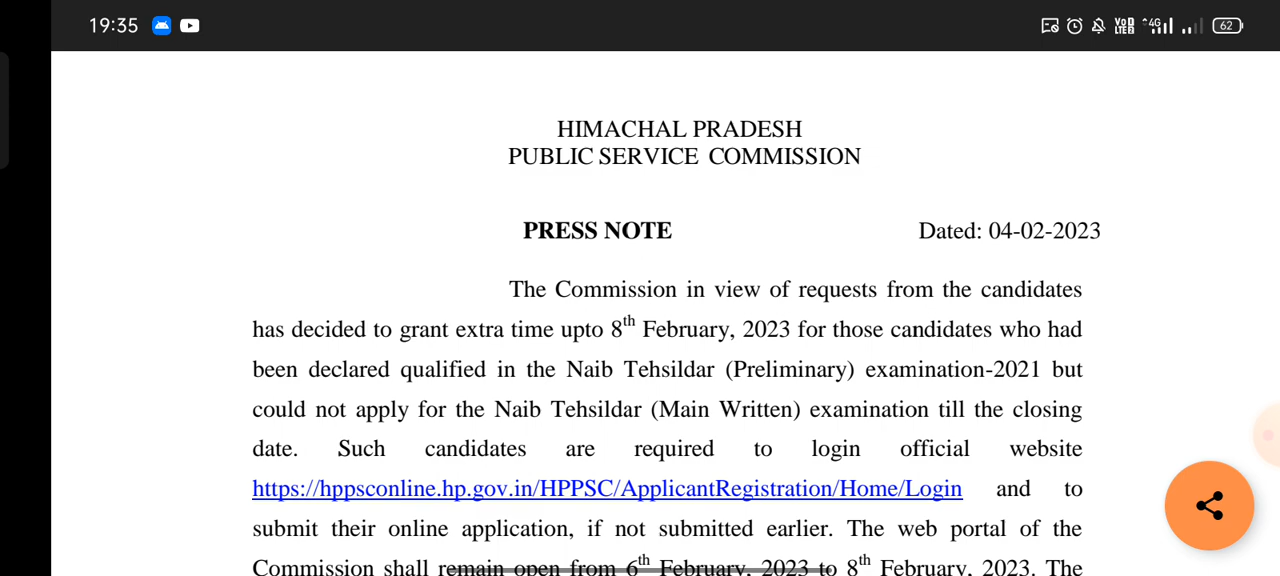 19:35
VoD LTE2 4G 62
HIMACHAL PRADESH
PUBLIC SERVICE COMMISSION
PRESS NOTE Dated: 04-02-2023
The Commission in view of requests from the candidates
has decided to grant extra time upto 8th February, 2023 for those candidates who had
been declared qualified in the Naib Tehsildar (Preliminary) examination-2021 but
could not apply for the Naib Tehsildar (Main Written) examination till the closing
date. Such candidates are required to login official website
https://hppsconline.hp.gov.in/HPPSC/ApplicantRegistration/Home/Login and to
submit their online application, if not submitted earlier. The web portal of the
Commission shall remain open from 6th February, 2023 to 8th February, 2023. The